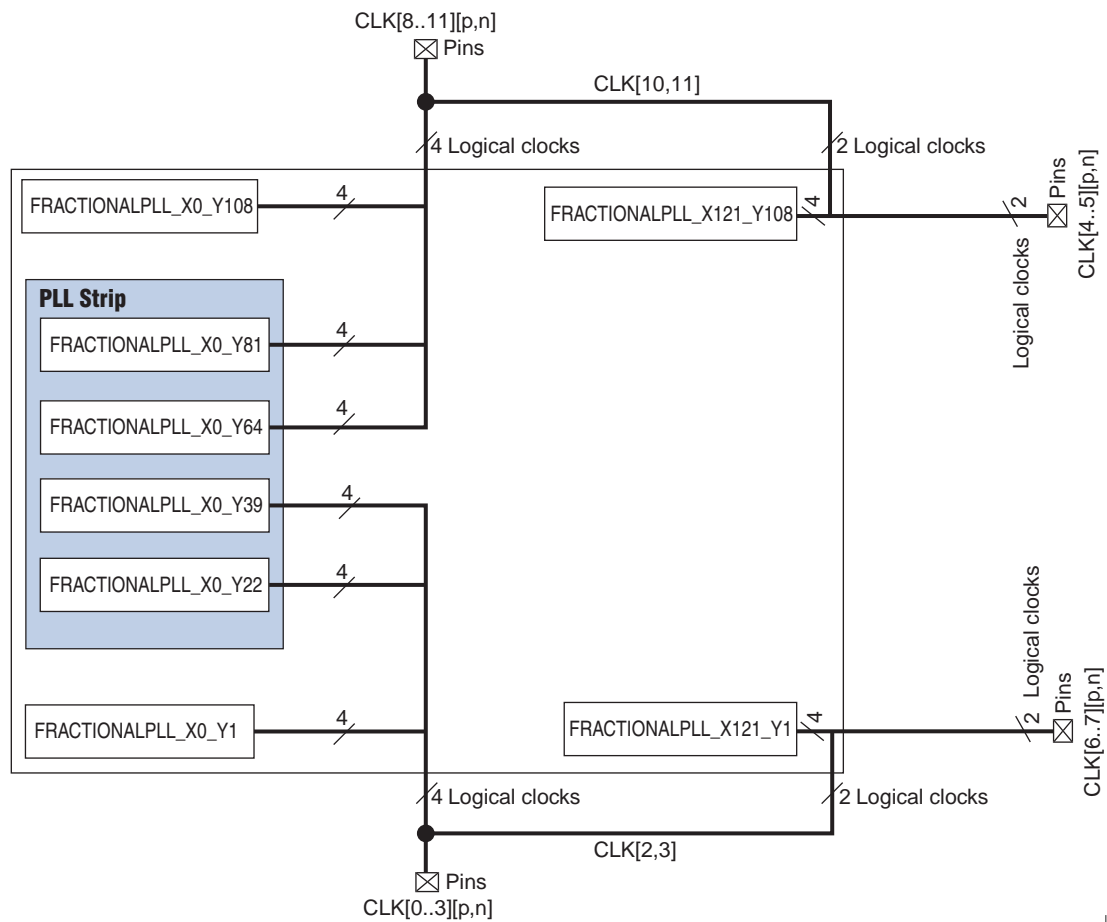 CLK[8..11][p,n]
Pins
CLK[10,11]
4 Logical clocks
2 Logical clocks
FRACTIONALPLL_X0_Y108
4
FRACTIONALPLL_X121_Y108
4
2
Logical clocks
Pins
CLK[4..5][p,n]
PLL Strip
FRACTIONALPLL_X0_Y81
4
FRACTIONALPLL_X0_Y64
4
FRACTIONALPLL_X0_Y39
4
FRACTIONALPLL_X0_Y22
4
FRACTIONALPLL_X0_Y1
4
FRACTIONALPLL_X121_Y1
4
2
Logical clocks
Pins
CLK[6..7][p,n]
4 Logical clocks
2 Logical clocks
CLK[2,3]
Pins
CLK[0..3][p,n]